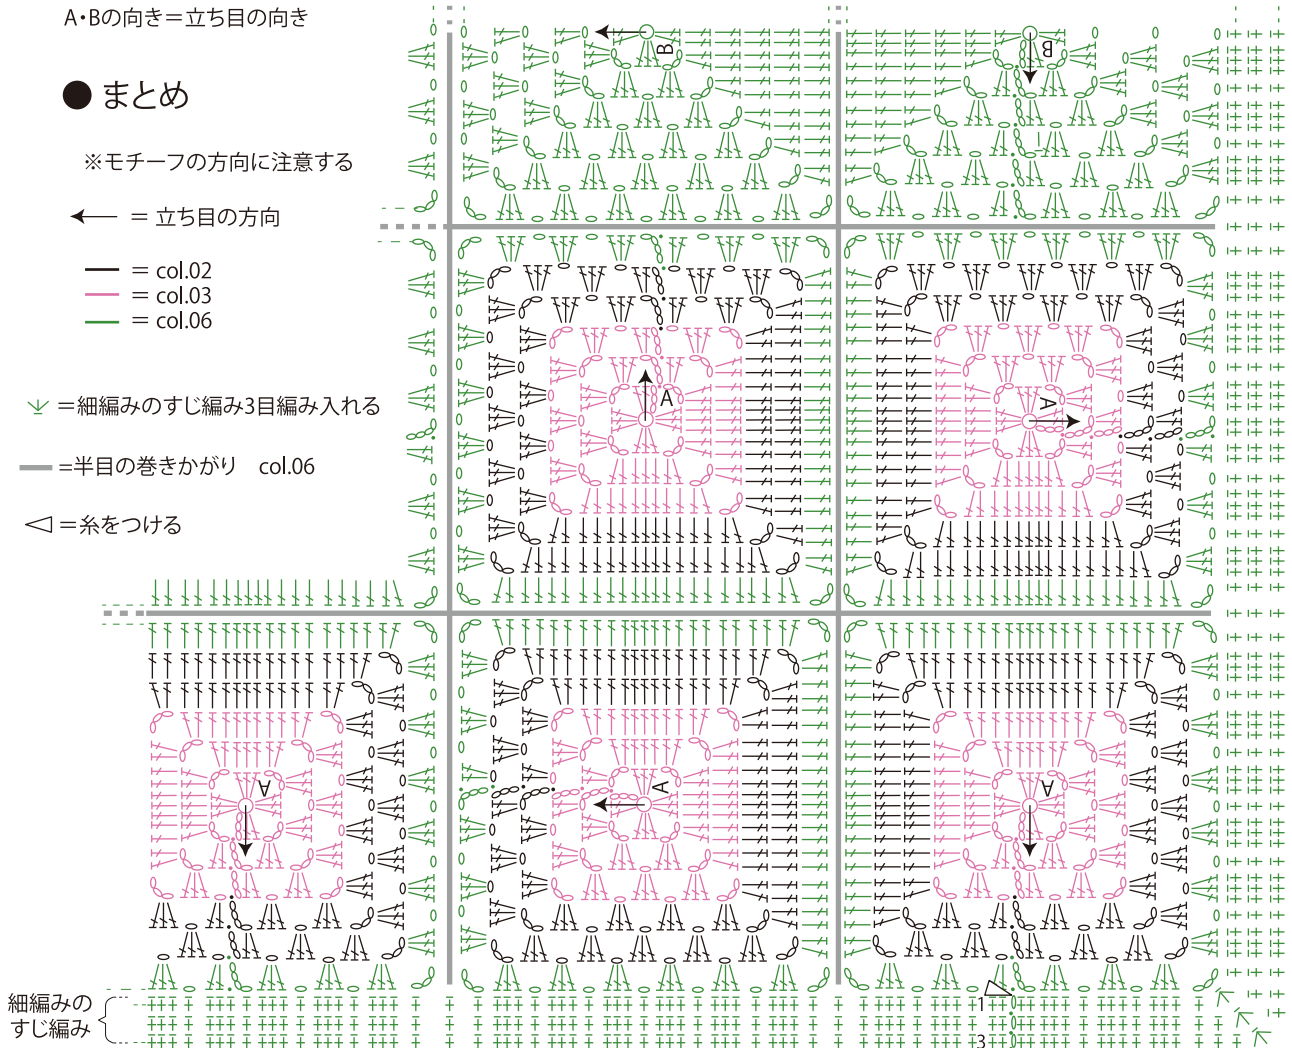 A・Bの向き＝立ち目の向き
● まとめ
※モチーフの方向に注意する
＝ 立ち目の方向
＝ col.02
＝ col.03
＝ col.06
＝細編みのすじ編み3目編み入れる
＝半目の巻きかがり col.06
＝糸をつける
B
B
A
A
A
A
A
細編みの
すじ編み
1
3